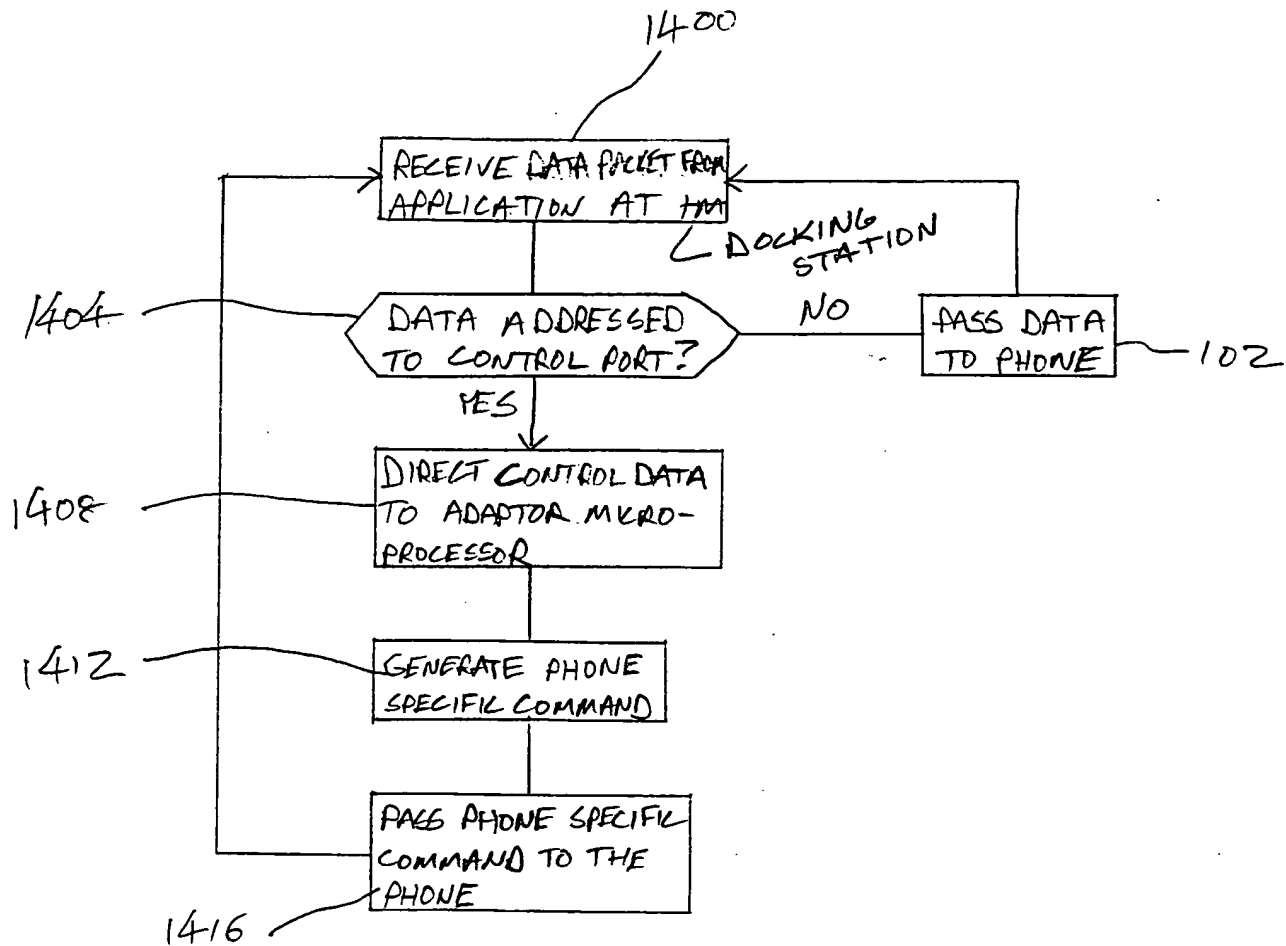 1400
RECEIVE DATA PACKET FROM
APPLICATION AT
DOCKING
STATION
1404
DATA ADDRESSED
TO CONTROL PORT?
NO
PASS DATA
TO PHONE
102
YES
1408
DIRECT CONTROL DATA
TO ADAPTOR MICRO-
PROCESSOR
1412
GENERATE PHONE
SPECIFIC COMMAND
PASS PHONE SPECIFIC
COMMAND TO THE
PHONE
1416